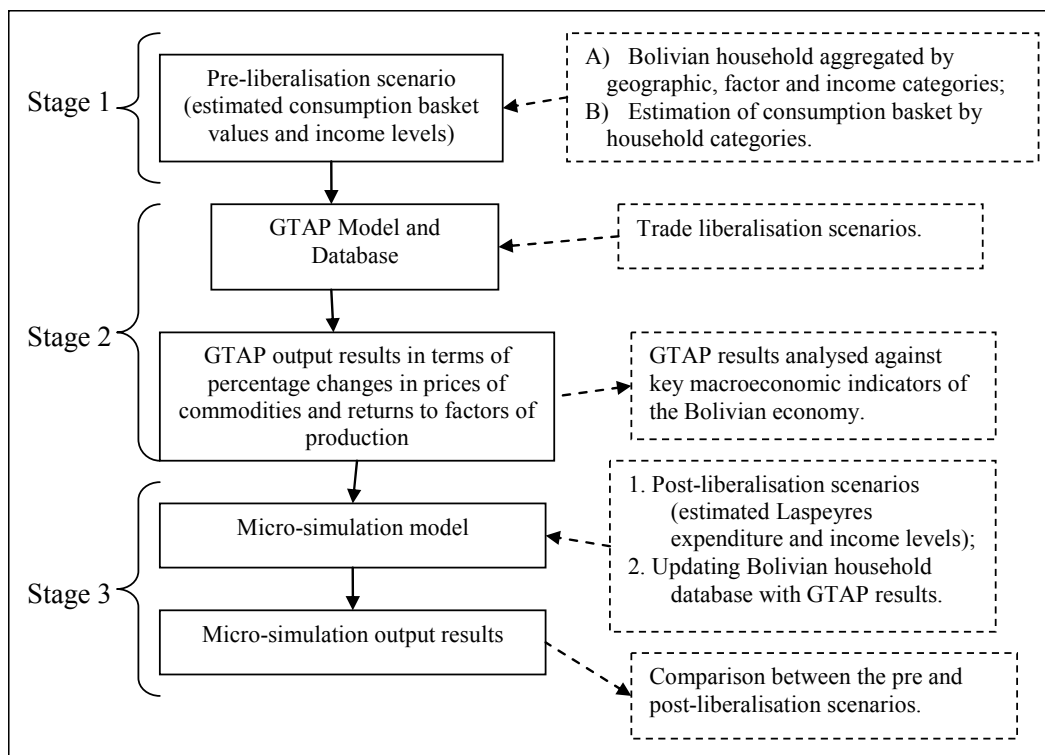 Stage 1
Pre-liberalisation scenario
(estimated consumption basket
values and income levels)
A) Bolivian household aggregated by
geographic, factor and income categories;
B) Estimation of consumption basket by
household categories.
Stage 2
GTAP Model and
Database
Trade liberalisation scenarios.
GTAP output results in terms of
percentage changes in prices of
commodities and returns to factors of
production
GTAP results analysed against
key macroeconomic indicators of
the Bolivian economy.
Stage 3
Micro-simulation model
1. Post-liberalisation scenarios
(estimated Laspeyres
expenditure and income levels);
2. Updating Bolivian household
database with GTAP results.
Micro-simulation output results
Comparison between the pre and
post-liberalisation scenarios.